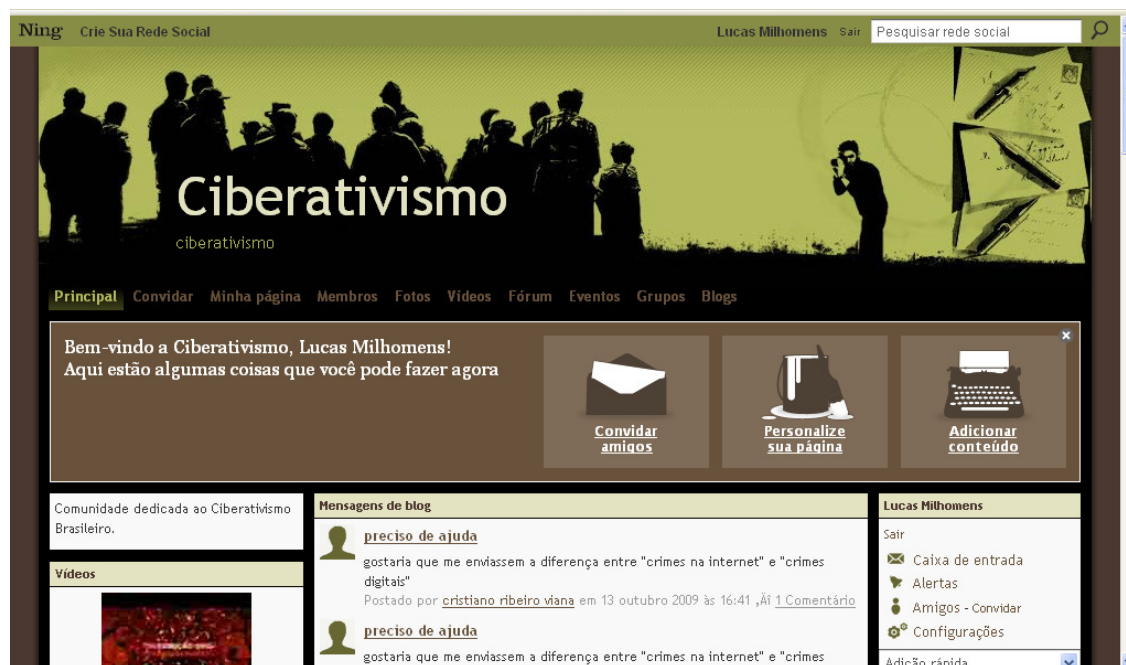 Ning Crie Sua Rede Social Lucas Milhomens Sair Pesquisar rede social
Ciberativismo
ciberativismo
Principal Convidar Minha página Membros Fotos Vídeos Fórum Eventos Grupos Blogs
Bem-vindo a Ciberativismo, Lucas Milhomens!
Aqui estão algumas coisas que você pode fazer agora
Convidar
amigos
Personalize
sua página
Adicionar
conteúdo
Comunidade dedicada ao Ciberativismo
Brasileiro.
Vídeos
Mensagens de blog
preciso de ajuda
gostaria que me enviassem a diferença entre "crimes na internet" e "crimes
digitais"
Postado por cristiano ribeiro viana em 13 outubro 2009 às 16:41 ‚Äî 1 Comentário
preciso de ajuda
gostaria que me enviassem a diferença entre "crimes na internet" e "crimes
Lucas Milhomens
Sair
Caixa de entrada
Alertas
Amigos - Convidar
Configurações
Adição rápida